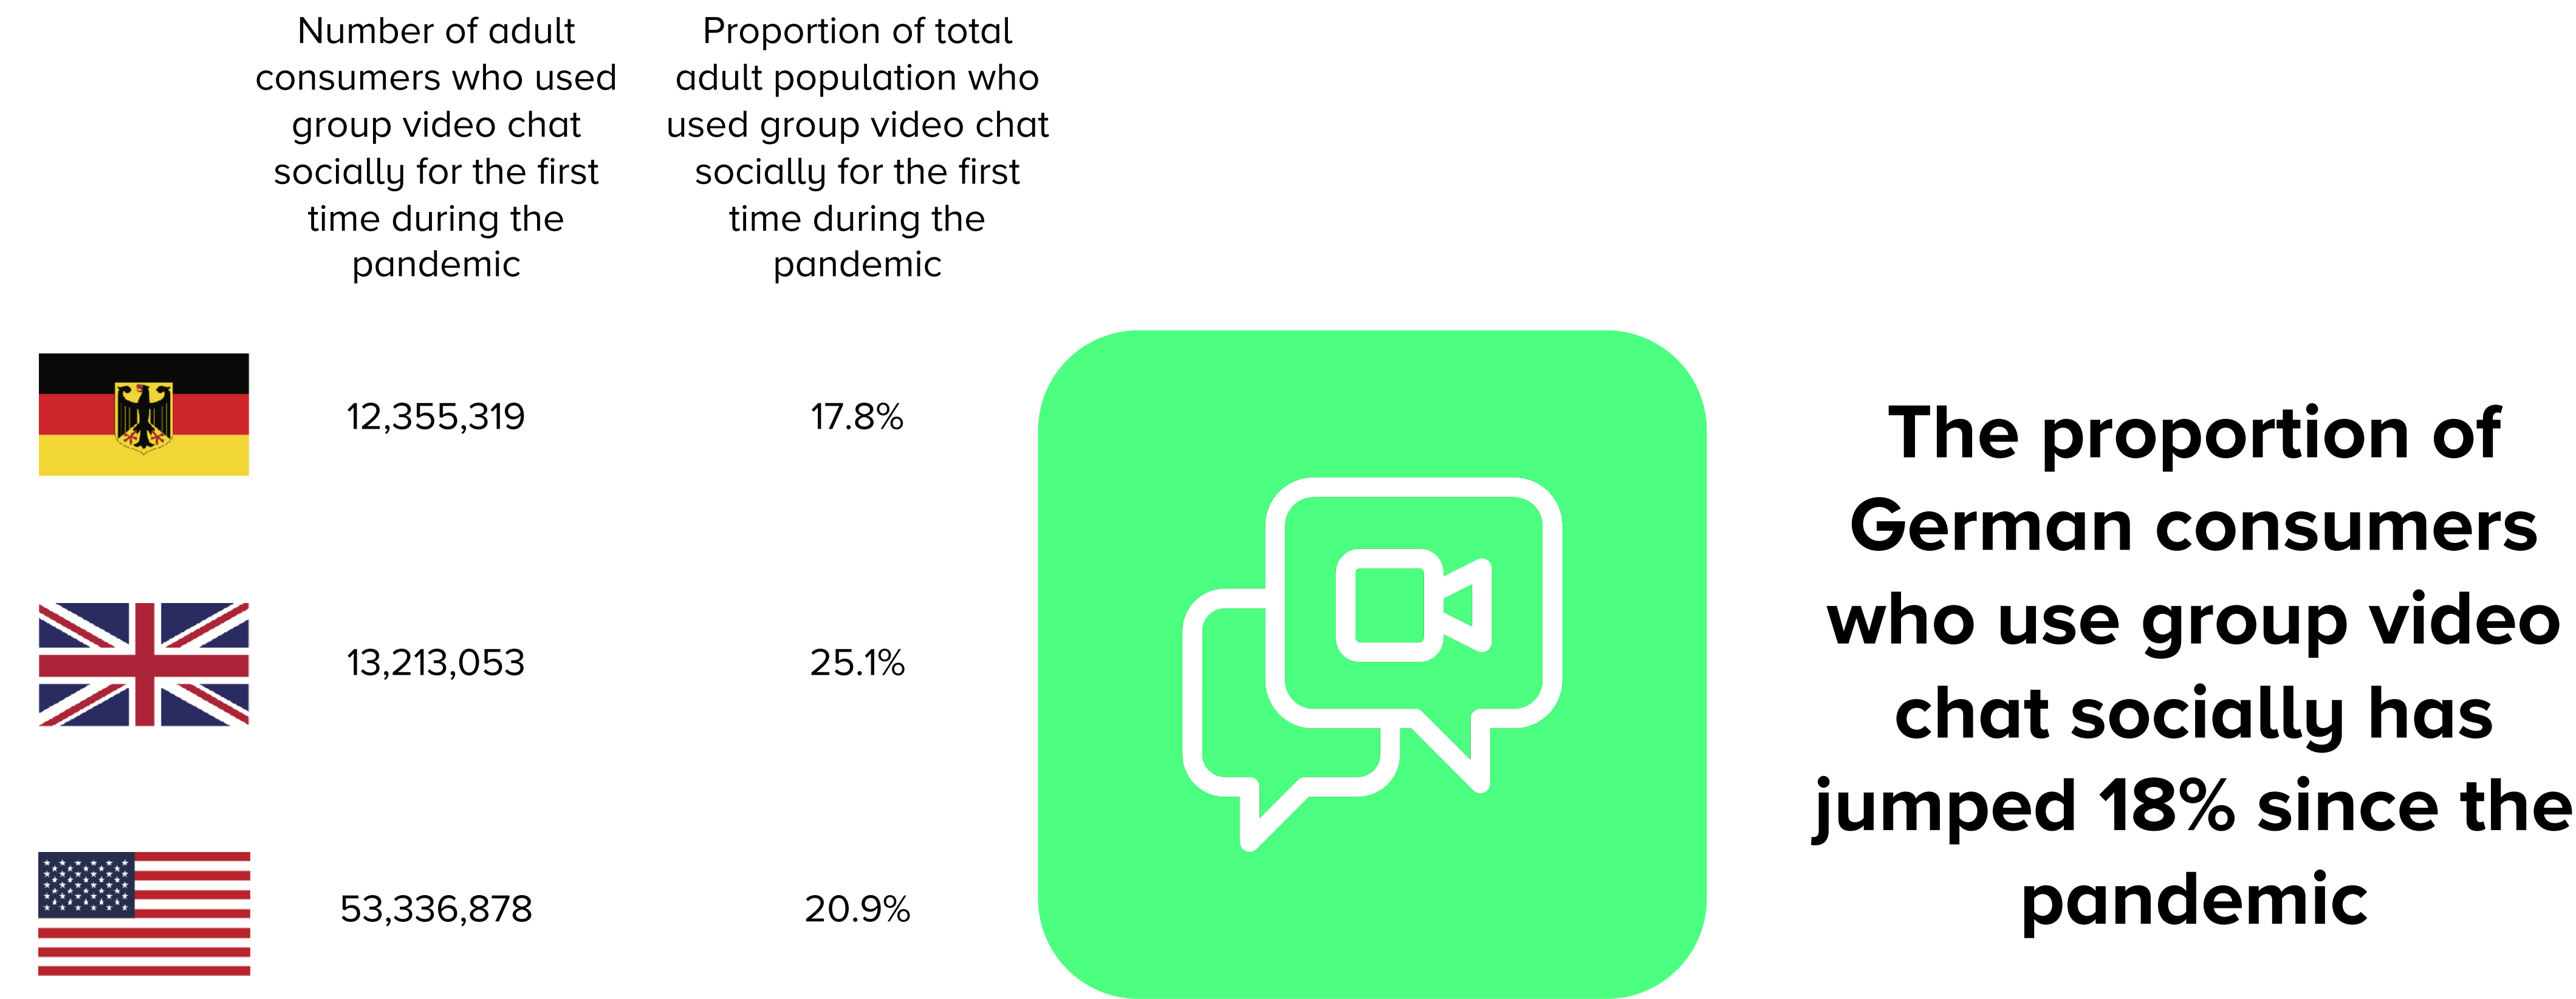 Number of adult
consumers who used
group video chat
socially for the first
time during the
pandemic
Proportion of total
adult population who
used group video chat
socially for the first
time during the
pandemic
12,355,319
17.8%
13,213,053
25.1%
53,336,878
20.9%
The proportion of
German consumers
who use group video
chat socially has
jumped 18% since the
pandemic